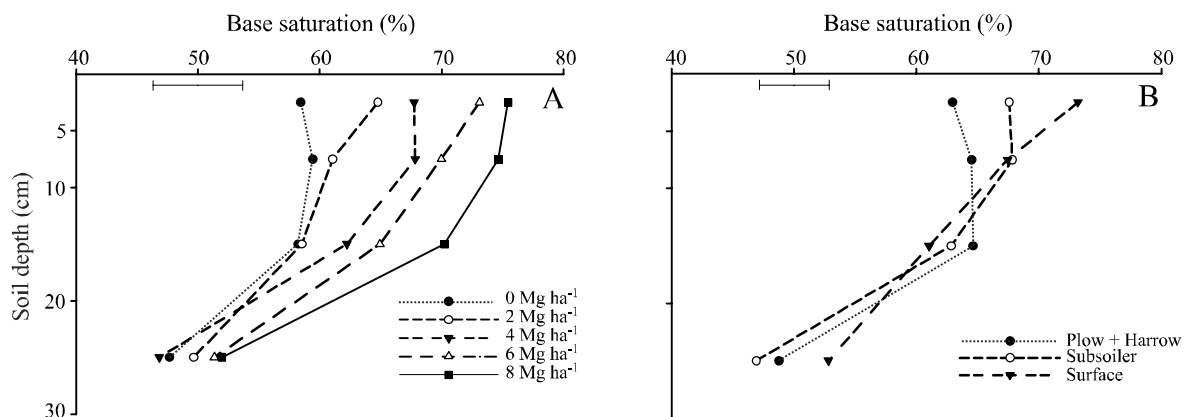 Base saturation (%)
40 50 60 70 80
A
5
10
20
30
Soil depth (cm)
0 Mg ha⁻¹
2 Mg ha⁻¹
4 Mg ha⁻¹
6 Mg ha⁻¹
8 Mg ha⁻¹
Base saturation (%)
40 50 60 70 80
B
Plow + Harrow
Subsoiler
Surface